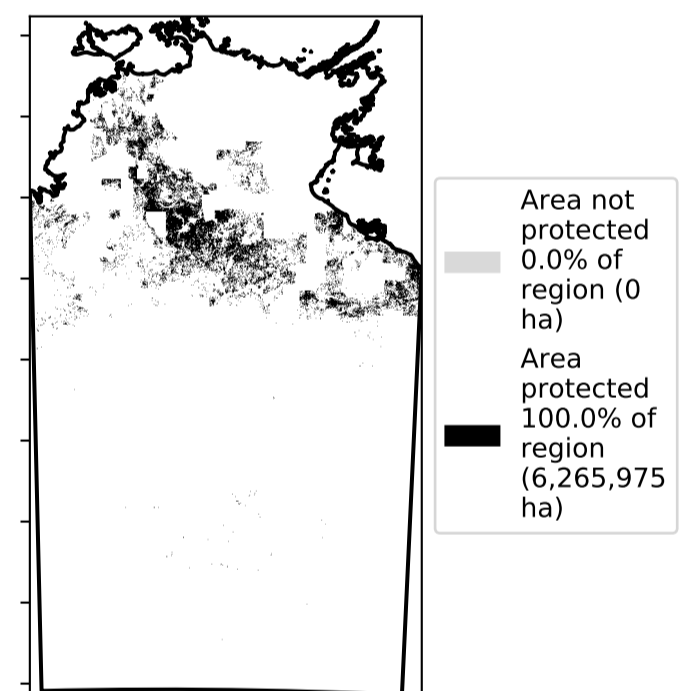 Area not
protected
0.0% of
region (0
ha)
Area
protected
100.0% of
region
(6,265,975
ha)